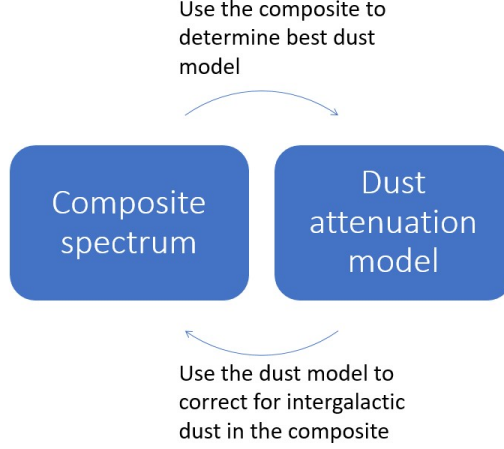 Use the composite to
determine best dust
model
Composite
spectrum
Dust
attenuation
model
Use the dust model to
correct for intergalactic
dust in the composite